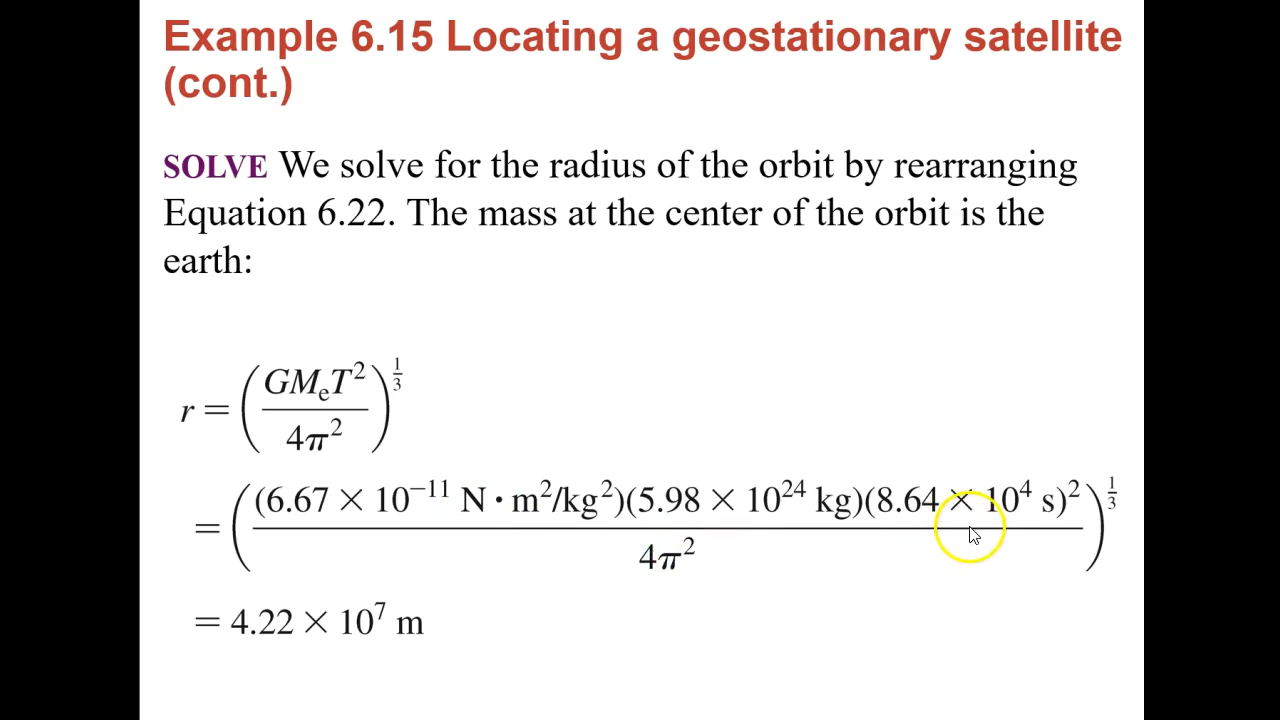 Example 6.15 Locating a geostationary satellite
(cont.)
SOLVE We solve for the radius of the orbit by rearranging
Equation 6.22. The mass at the center of the orbit is the
earth:
r = (GMₑT²/4π²)^(1/3)
= ((6.67 × 10⁻¹¹ N · m²/kg²)(5.98 × 10²⁴ kg)(8.64 × 10⁴ s)²/4π²)^(1/3)
= 4.22 × 10⁷ m